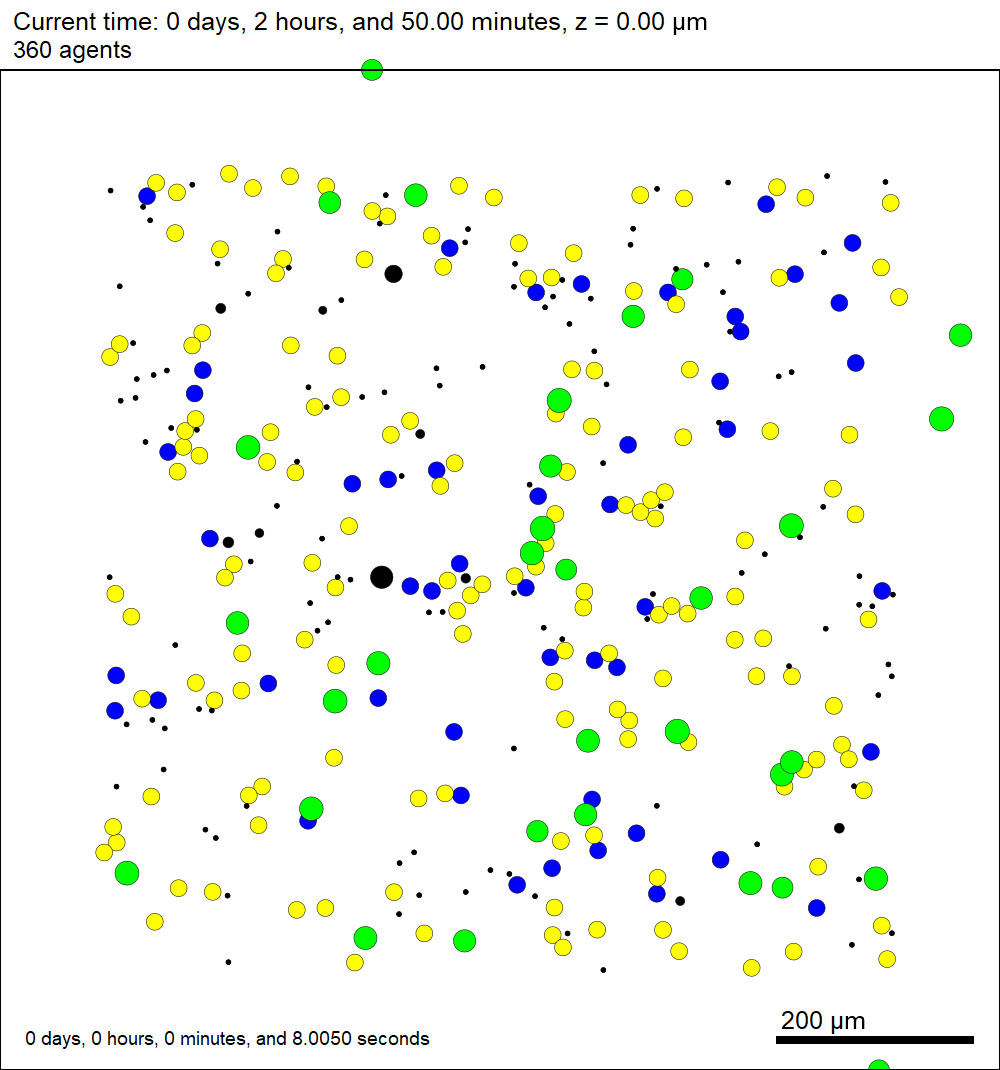 Current time: 0 days, 2 hours, and 50.00 minutes, z = 0.00 µm
360 agents
200 µm
0 days, 0 hours, 0 minutes, and 8.0050 seconds